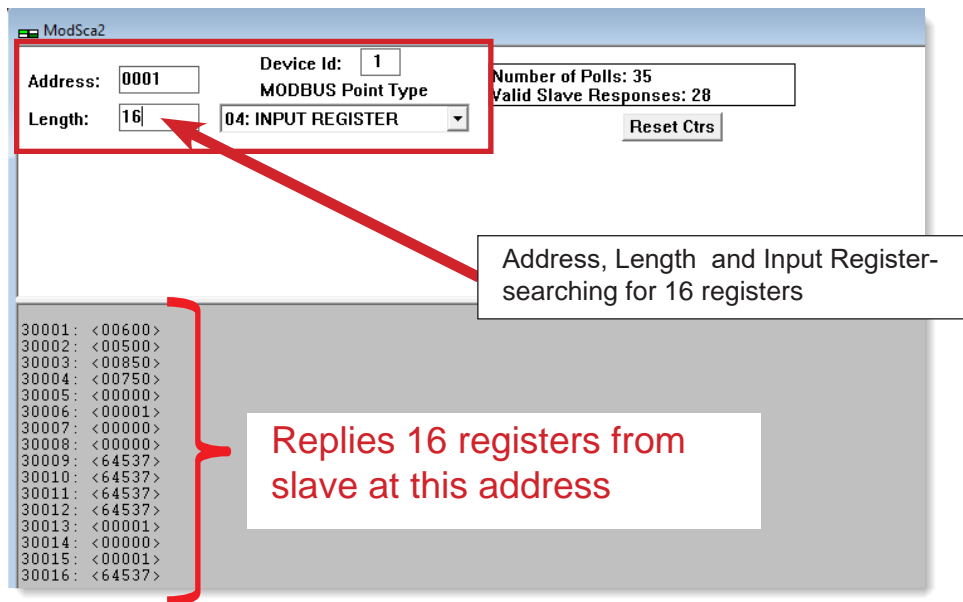 ModSca2
Device Id: 1
Address: 0001
MODBUS Point Type
Length: 16
04: INPUT REGISTER
Number of Polls: 35
Valid Slave Responses: 28
Reset Ctrs
Address, Length and Input Register-
searching for 16 registers
30001: <00600>
30002: <00500>
30003: <00850>
30004: <00750>
30005: <00000>
30006: <00001>
30007: <00000>
30008: <00000>
30009: <64537>
30010: <64537>
30011: <64537>
30012: <64537>
30013: <00001>
30014: <00000>
30015: <00001>
30016: <64537>
Replies 16 registers from
slave at this address